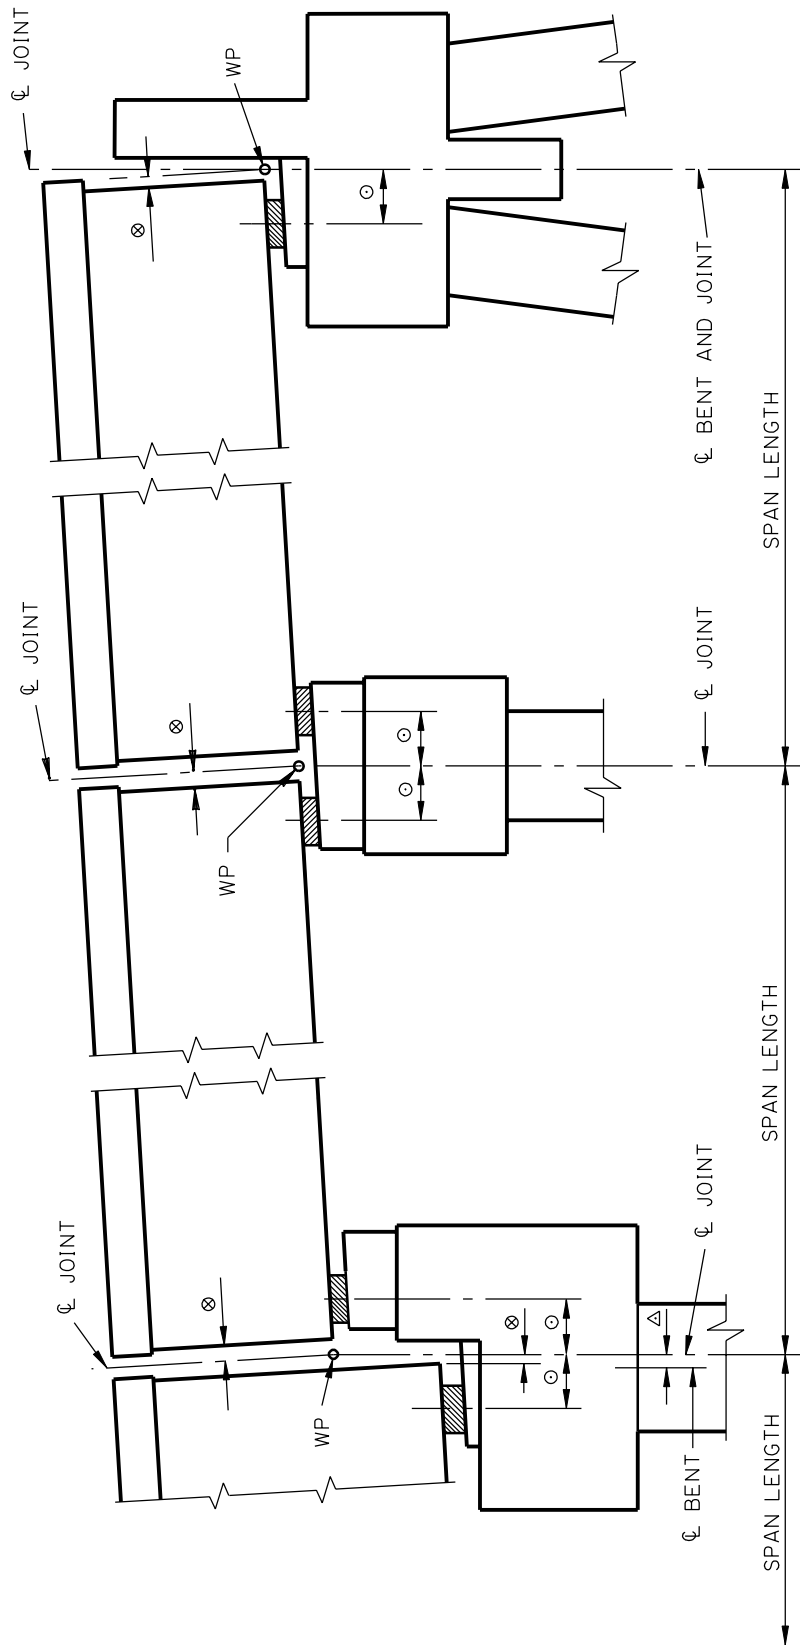 ℄ JOINT
℄ JOINT
℄ JOINT
⊗
⊗
⊗
WP
WP
WP
⊗
⊙
⊙
⊙
⊙
⊙
△
℄ BENT
℄ JOINT
℄ JOINT
℄ BENT AND JOINT
SPAN LENGTH
SPAN LENGTH
SPAN LENGTH